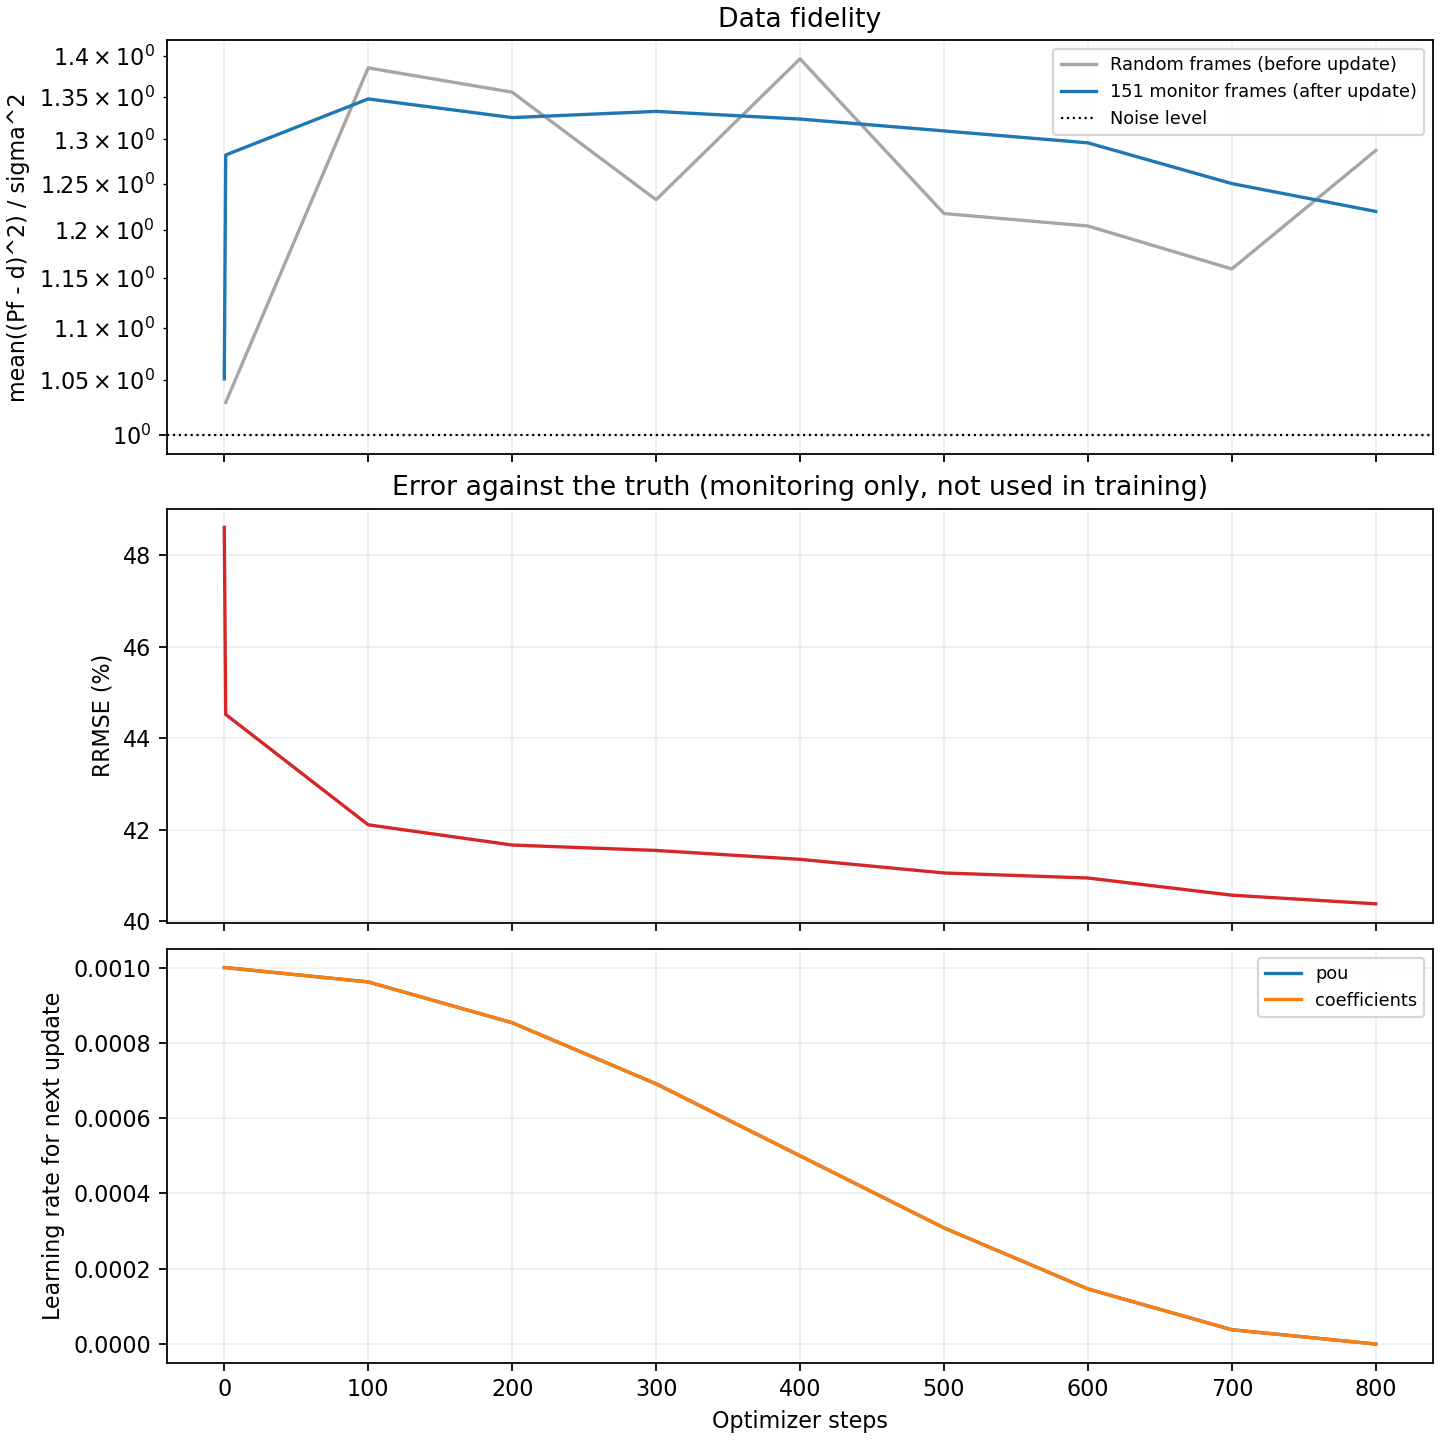 Data fidelity
mean((Pf - d)^2) / sigma^2
1.4 × 10⁰
1.35 × 10⁰
1.3 × 10⁰
1.25 × 10⁰
1.2 × 10⁰
1.15 × 10⁰
1.1 × 10⁰
1.05 × 10⁰
10⁰
Random frames (before update)
151 monitor frames (after update)
Noise level
Error against the truth (monitoring only, not used in training)
RRMSE (%)
48
46
44
42
40
Learning rate for next update
0.0010
0.0008
0.0006
0.0004
0.0002
0.0000
pou
coefficients
0 100 200 300 400 500 600 700 800
Optimizer steps